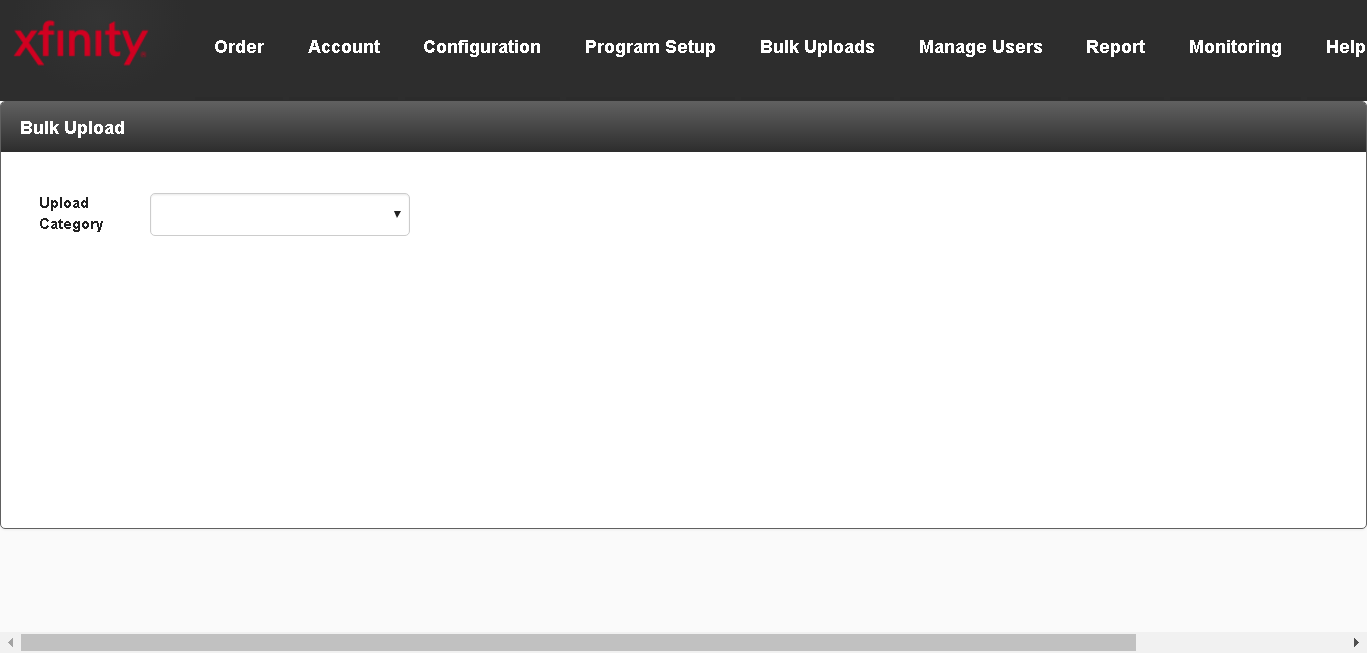 xfinity
Order Account Configuration Program Setup Bulk Uploads Manage Users Report Monitoring Help
Bulk Upload
Upload
Category